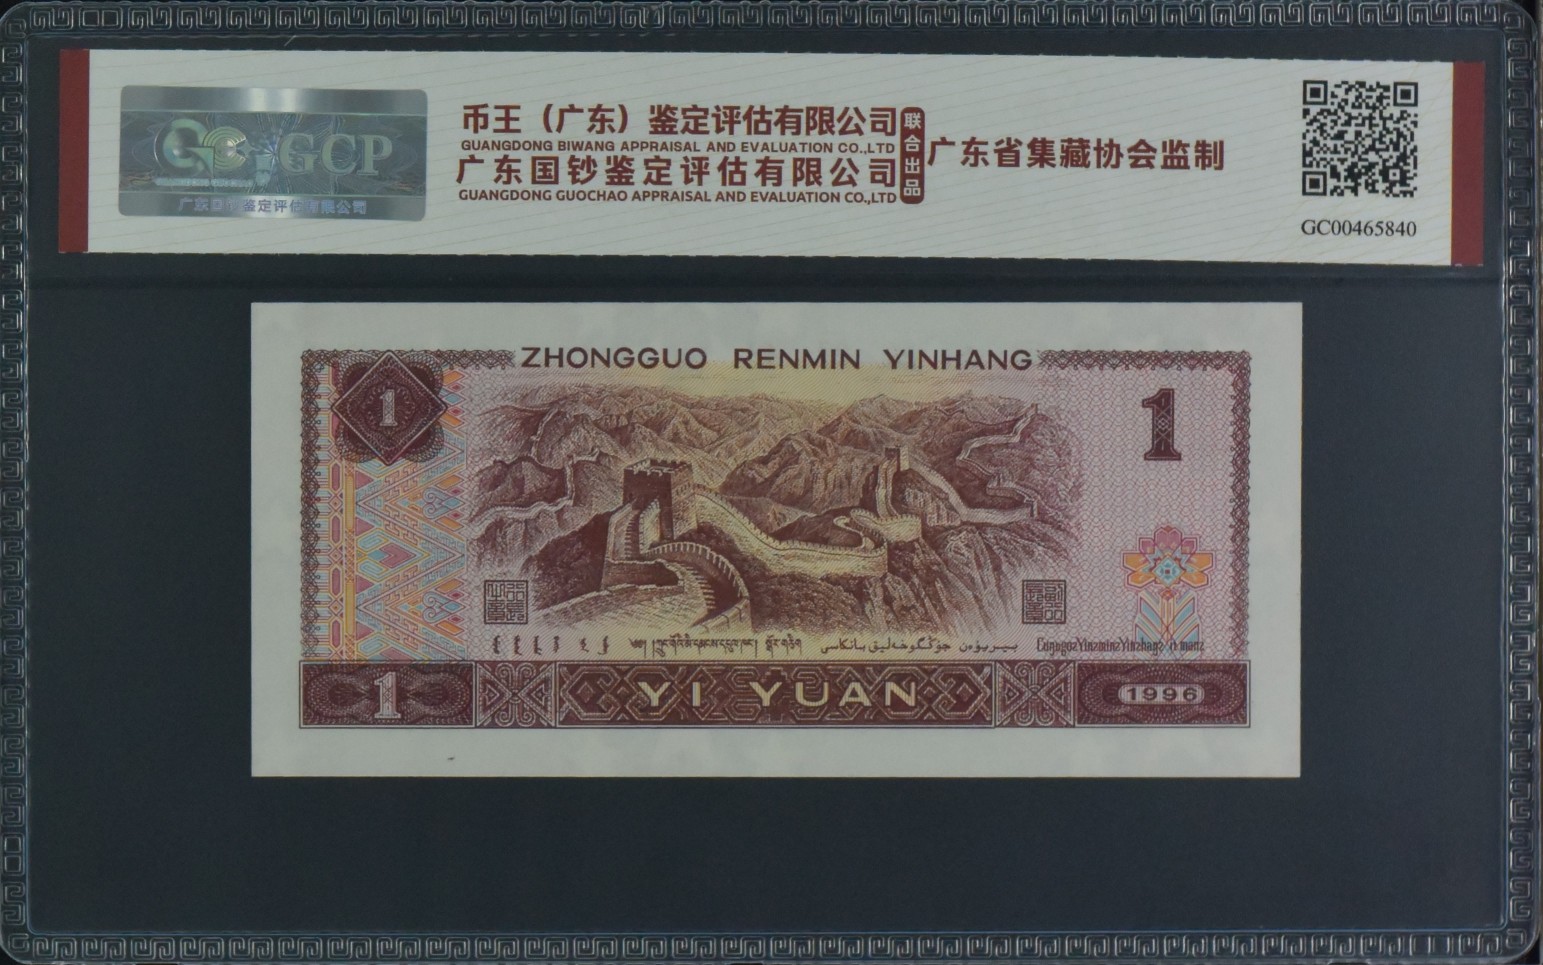 GCP
广东国钞鉴定评估有限公司
币王（广东）鉴定评估有限公司
GUANGDONG BIWANG APPRAISAL AND EVALUATION CO.,LTD
广东国钞鉴定评估有限公司
GUANGDONG GUOCHAO APPRAISAL AND EVALUATION CO.,LTD
联合出品
广东省集藏协会监制
GC00465840
ZHONGGUO RENMIN YINHANG
1
1
1
YI YUAN
1996